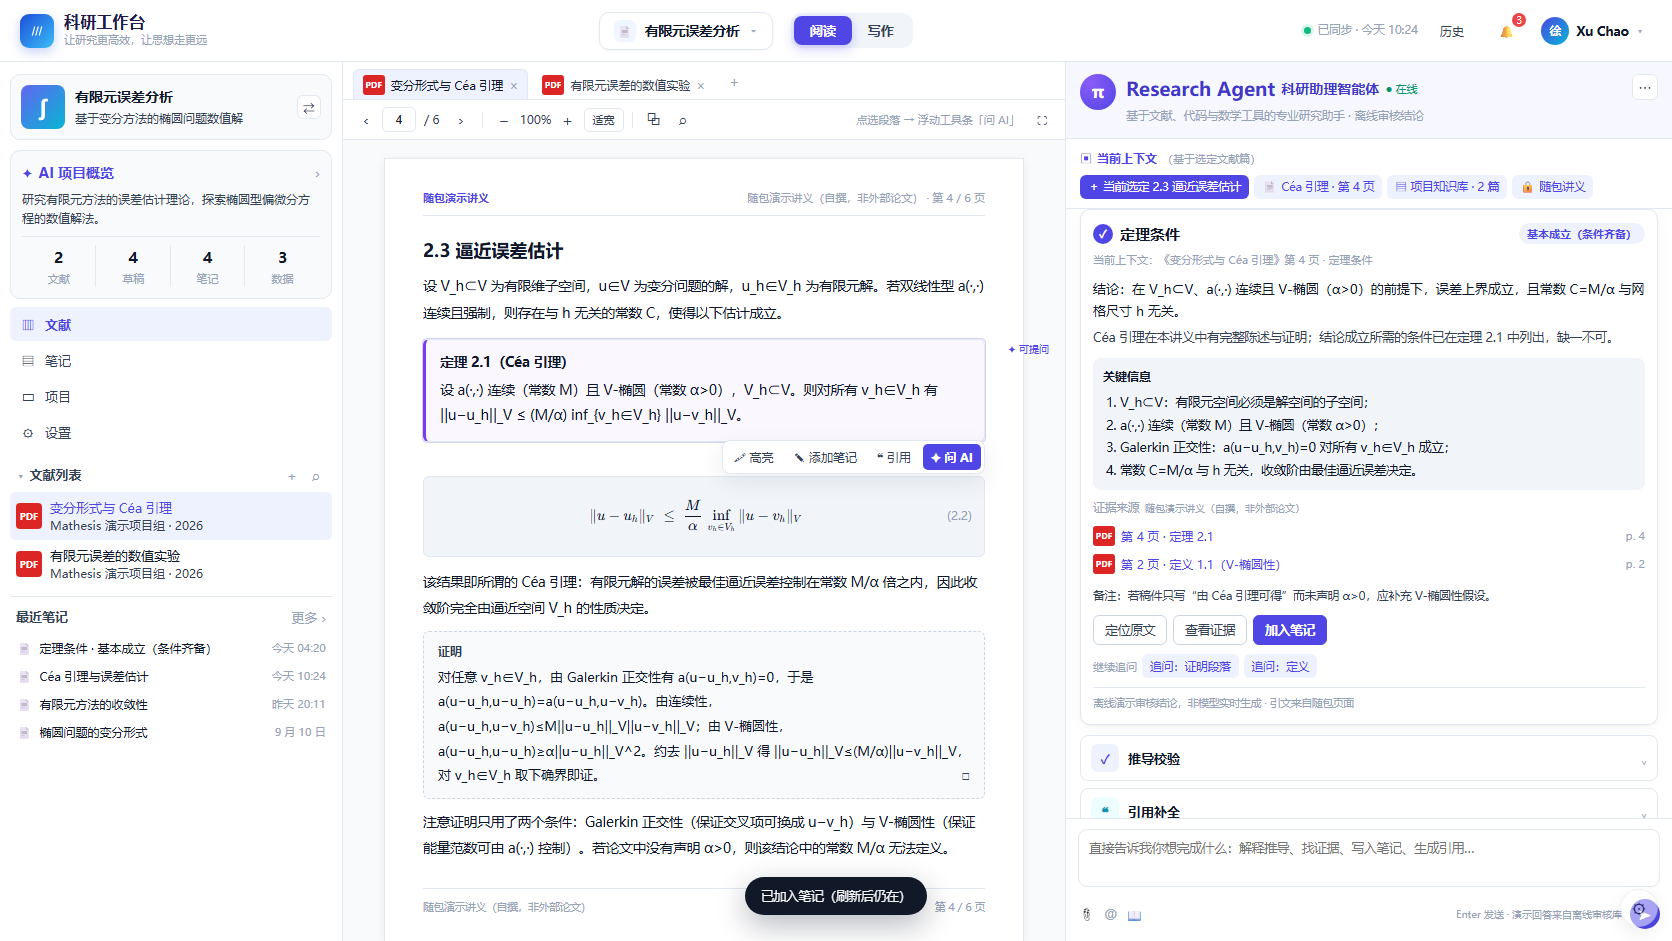 科研工作台
让研究更高效，让思想走更远
有限元误差分析
阅读
写作
已同步 · 今天 10:24
历史
3
徐
Xu Chao
有限元误差分析
基于变分方法的椭圆问题数值解
✦ AI 项目概览
研究有限元方法的误差估计理论，探索椭圆型偏微分方
程的数值解法。
2 4 4 3
文献 草稿 笔记 数据
文献
笔记
项目
设置
文献列表
PDF 变分形式与 Céa 引理
Mathesis 演示项目组 · 2026
PDF 有限元误差的数值实验
Mathesis 演示项目组 · 2026
最近笔记 更多 ›
定理条件 · 基本成立（条件齐备） 今天 04:20
Céa 引理与误差估计 今天 10:24
有限元方法的收敛性 昨天 20:11
椭圆问题的变分形式 9 月 10 日
PDF 变分形式与 Céa 引理 ×
PDF 有限元误差的数值实验 ×
+
‹ 4 / 6 › − 100% + 适宽
点选段落 → 浮动工具条「问 AI」
随包演示讲义
随包演示讲义（自撰，非外部论文） · 第 4 / 6 页
2.3 逼近误差估计
设 V_h⊂V 为有限维子空间，u∈V 为变分问题的解，u_h∈V_h 为有限元解。若双线性型 a(·,·)
连续且强制，则存在与 h 无关的常数 C，使得以下估计成立。
定理 2.1（Céa 引理）
设 a(·,·) 连续（常数 M）且 V-椭圆（常数 α>0），V_h⊂V。则对所有 v_h∈V_h 有
||u−u_h||_V ≤ (M/α) inf_{v_h∈V_h} ||u−v_h||_V。
✦ 可提问
高亮 添加笔记 ❝ 引用 ✦ 问 AI
‖u − u_h‖_V ≤ M/α inf_{v_h∈V_h} ‖u − v_h‖_V (2.2)
该结果即所谓的 Céa 引理：有限元解的误差被最佳逼近误差控制在常数 M/α 倍之内，因此收
敛阶完全由逼近空间 V_h 的性质决定。
证明
对任意 v_h∈V_h，由 Galerkin 正交性有 a(u−u_h,v_h)=0，于是
a(u−u_h,u−u_h)=a(u−u_h,u−v_h)。由连续性，
a(u−u_h,u−v_h)≤M||u−u_h||_V||u−v_h||_V；由 V-椭圆性，
a(u−u_h,u−u_h)≥α||u−u_h||_V^2。约去 ||u−u_h||_V 得 ||u−u_h||_V≤(M/α)||u−v_h||_V，
对 v_h∈V_h 取下确界即证。 □
注意证明只用了两个条件：Galerkin 正交性（保证交叉项可换成 u−v_h）与 V-椭圆性（保证
能量范数可由 a(·,·) 控制）。若论文中没有声明 α>0，则该结论中的常数 M/α 无法定义。
随包演示讲义（自撰，非外部论文）
第 4 / 6 页
已加入笔记（刷新后仍在）
π
Research Agent 科研助理智能体 ● 在线
基于文献、代码与数学工具的专业研究助手 · 离线审核结论
当前上下文 （基于选定文献篇）
+ 当前选定 2.3 逼近误差估计
Céa 引理 · 第 4 页
项目知识库 · 2 篇
随包讲义
✓ 定理条件
基本成立（条件齐备）
当前上下文：《变分形式与 Céa 引理》第 4 页 · 定理条件
结论：在 V_h⊂V、a(·,·) 连续且 V-椭圆（α>0）的前提下，误差上界成立，且常数 C=M/α 与网
格尺寸 h 无关。
Céa 引理在本讲义中有完整陈述与证明；结论成立所需的条件已在定理 2.1 中列出，缺一不可。
关键信息
1. V_h⊂V：有限元空间必须是解空间的子空间；
2. a(·,·) 连续（常数 M）且 V-椭圆（常数 α>0）；
3. Galerkin 正交性：a(u−u_h,v_h)=0 对所有 v_h∈V_h 成立；
4. 常数 C=M/α 与 h 无关，收敛阶由最佳逼近误差决定。
证据来源 随包演示讲义（自撰，非外部论文）
PDF 第 4 页 · 定理 2.1 p. 4
PDF 第 2 页 · 定义 1.1（V-椭圆性） p. 2
备注：若稿件只写“由 Céa 引理可得”而未声明 α>0，应补充 V-椭圆性假设。
定位原文 查看证据 加入笔记
继续追问 追问：证明段落 追问：定义
离线演示审核结论，非模型实时生成 · 引文来自随包页面
✓ 推导校验
❝ 引用补全
直接告诉我你想完成什么：解释推导、找证据、写入笔记、生成引用...
@
Enter 发送 · 演示回答来自离线审核库